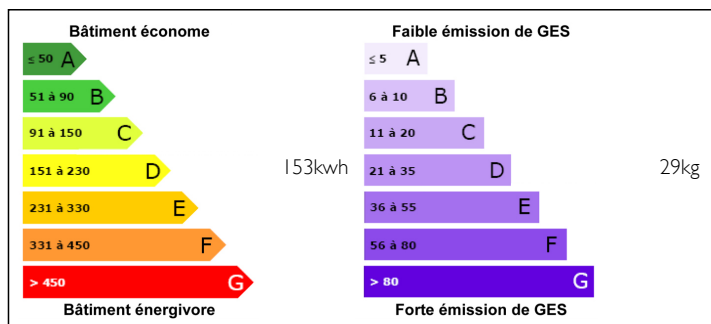 Bâtiment économe
≤ 50 A
51 à 90 B
91 à 150 C
151 à 230 D
231 à 330 E
331 à 450 F
> 450 G
Bâtiment énergivore
153kwh
Faible émission de GES
≤ 5 A
6 à 10 B
11 à 20 C
21 à 35 D
36 à 55 E
56 à 80 F
> 80 G
Forte émission de GES
29kg